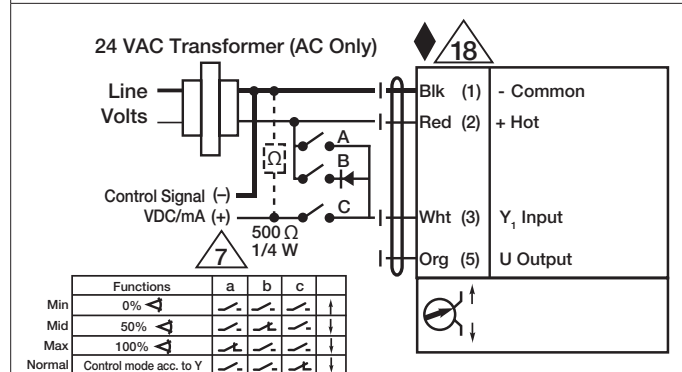 24 VAC Transformer (AC Only)
18
Line
Volts
Blk (1) - Common
Red (2) + Hot
A
Ω
B
Control Signal (–)
VDC/mA (+)
C
Wht (3) Y1 Input
500 Ω
1/4 W
7
Org (5) U Output
Functions a b c
Min 0%
Mid 50%
Max 100%
Normal Control mode acc. to Y